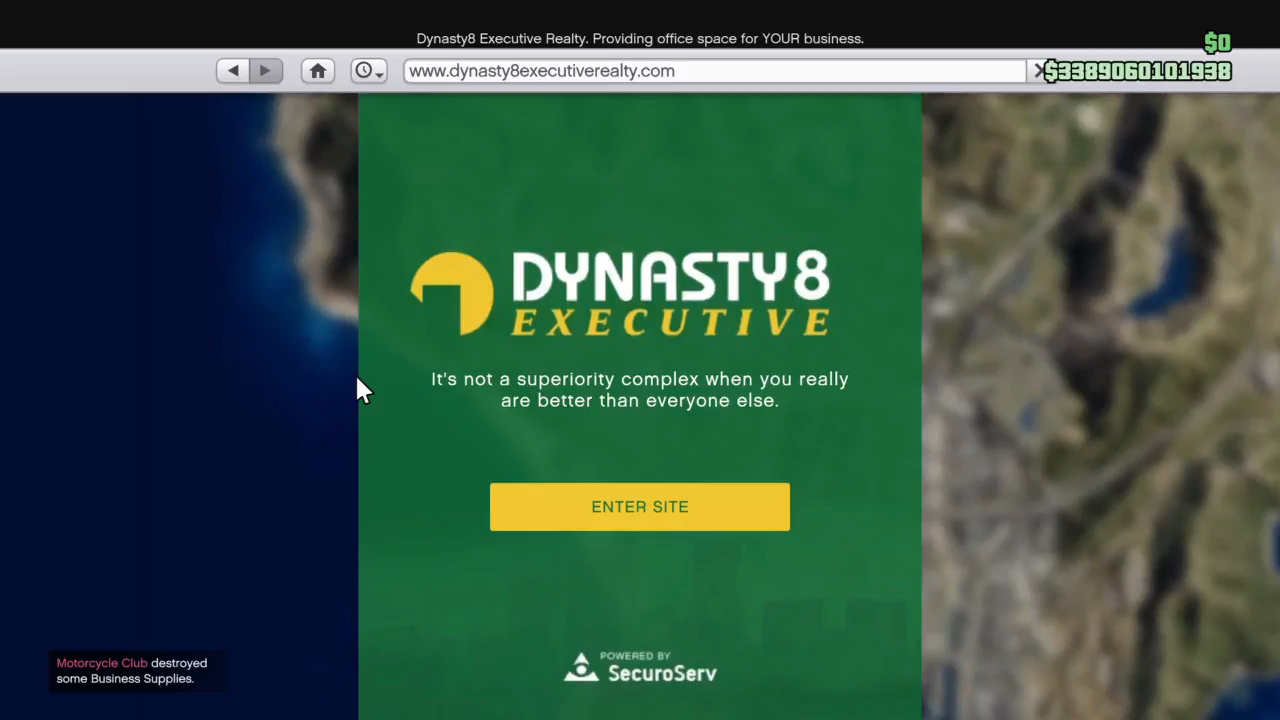 Dynasty8 Executive Realty. Providing office space for YOUR business.
$0
www.dynasty8executiverealty.com
$3389060101938
DYNASTY8
EXECUTIVE
It's not a superiority complex when you really
are better than everyone else.
ENTER SITE
Motorcycle Club destroyed
some Business Supplies.
POWERED BY
SecuroServ